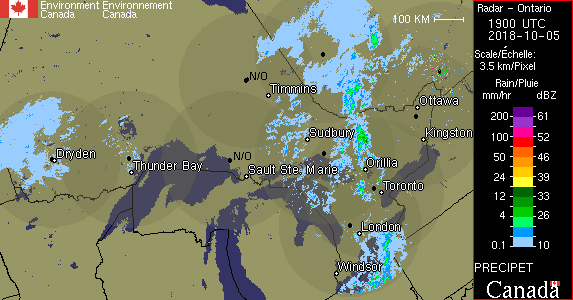 Environment Environnement
Canada Canada
100 KM
N/O
Timmins
Ottawa
Sudbury
Kingston
Dryden
Thunder Bay
N/O
Sault Ste. Marie
Orillia
Toronto
London
Windsor
Radar - Ontario
1900 UTC
2018-10-05
Scale/Échelle:
3.5 km/Pixel
Rain/Pluie
mm/hr dBZ
200 61
100 52
50 46
24 39
12 33
4 26
0.1 10
PRECIPET
Canada